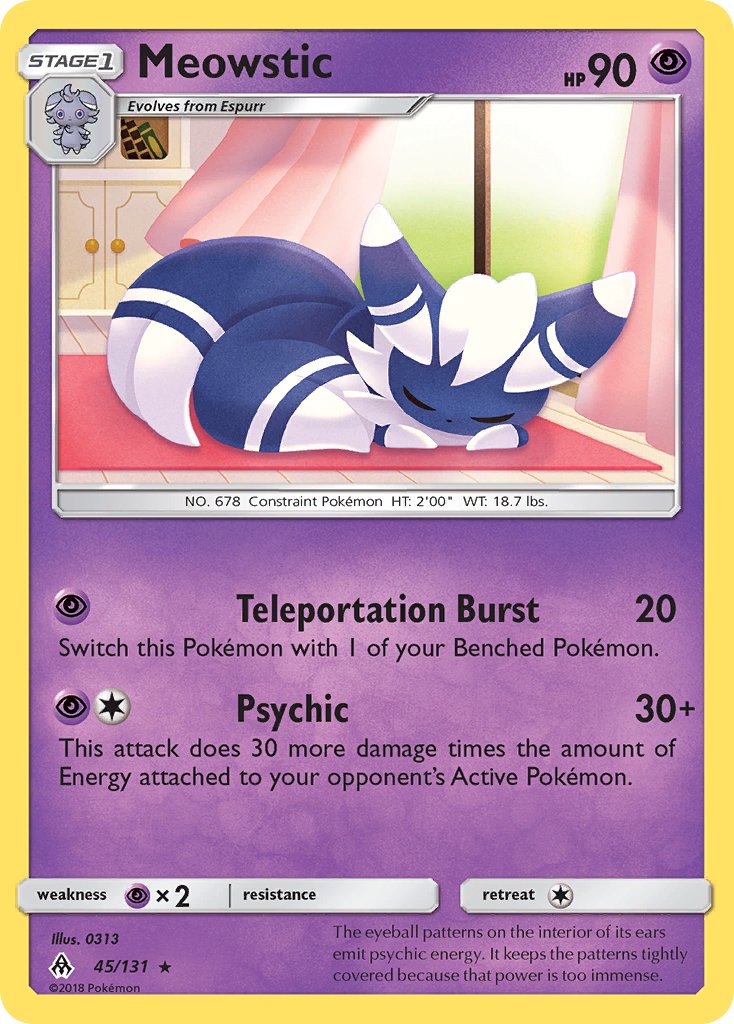 STAGE1
Meowstic
HP90
Evolves from Espurr
NO. 678 Constraint Pokémon HT: 2'00" WT: 18.7 lbs.
Teleportation Burst 20
Switch this Pokémon with 1 of your Benched Pokémon.
Psychic 30+
This attack does 30 more damage times the amount of
Energy attached to your opponent's Active Pokémon.
weakness ×2 resistance retreat
Illus. 0313
45/131 ★
©2018 Pokémon
The eyeball patterns on the interior of its ears
emit psychic energy. It keeps the patterns tightly
covered because that power is too immense.